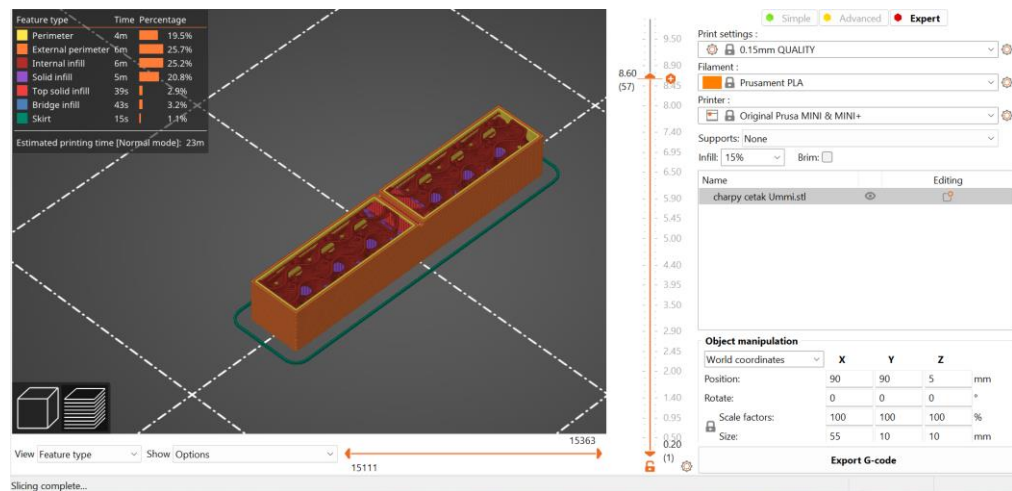 Feature type Time Percentage
Perimeter 4m 19.5%
External perimeter 6m 25.7%
Internal infill 6m 25.2%
Solid infill 5m 20.8%
Top solid infill 39s 2.9%
Bridge infill 43s 3.2%
Skirt 15s 1.1%
Estimated printing time [Normal mode]: 23m
View Feature type Show Options
15363
15111
Slicing complete...
8.60
(57)
9.50
8.90
8.45
8.00
7.40
6.95
6.50
5.90
5.45
5.00
4.40
3.95
3.50
2.90
2.45
2.00
1.40
0.95
0.50
0.20
(1)
Simple Advanced Expert
Print settings :
0.15mm QUALITY
Filament :
Prusament PLA
Printer :
Original Prusa MINI & MINI+
Supports: None
Infill: 15% Brim:
Name Editing
charpy cetak Ummi.stl
Object manipulation
World coordinates X Y Z
Position: 90 90 5 mm
Rotate: 0 0 0 °
Scale factors: 100 100 100 %
Size: 55 10 10 mm
Export G-code